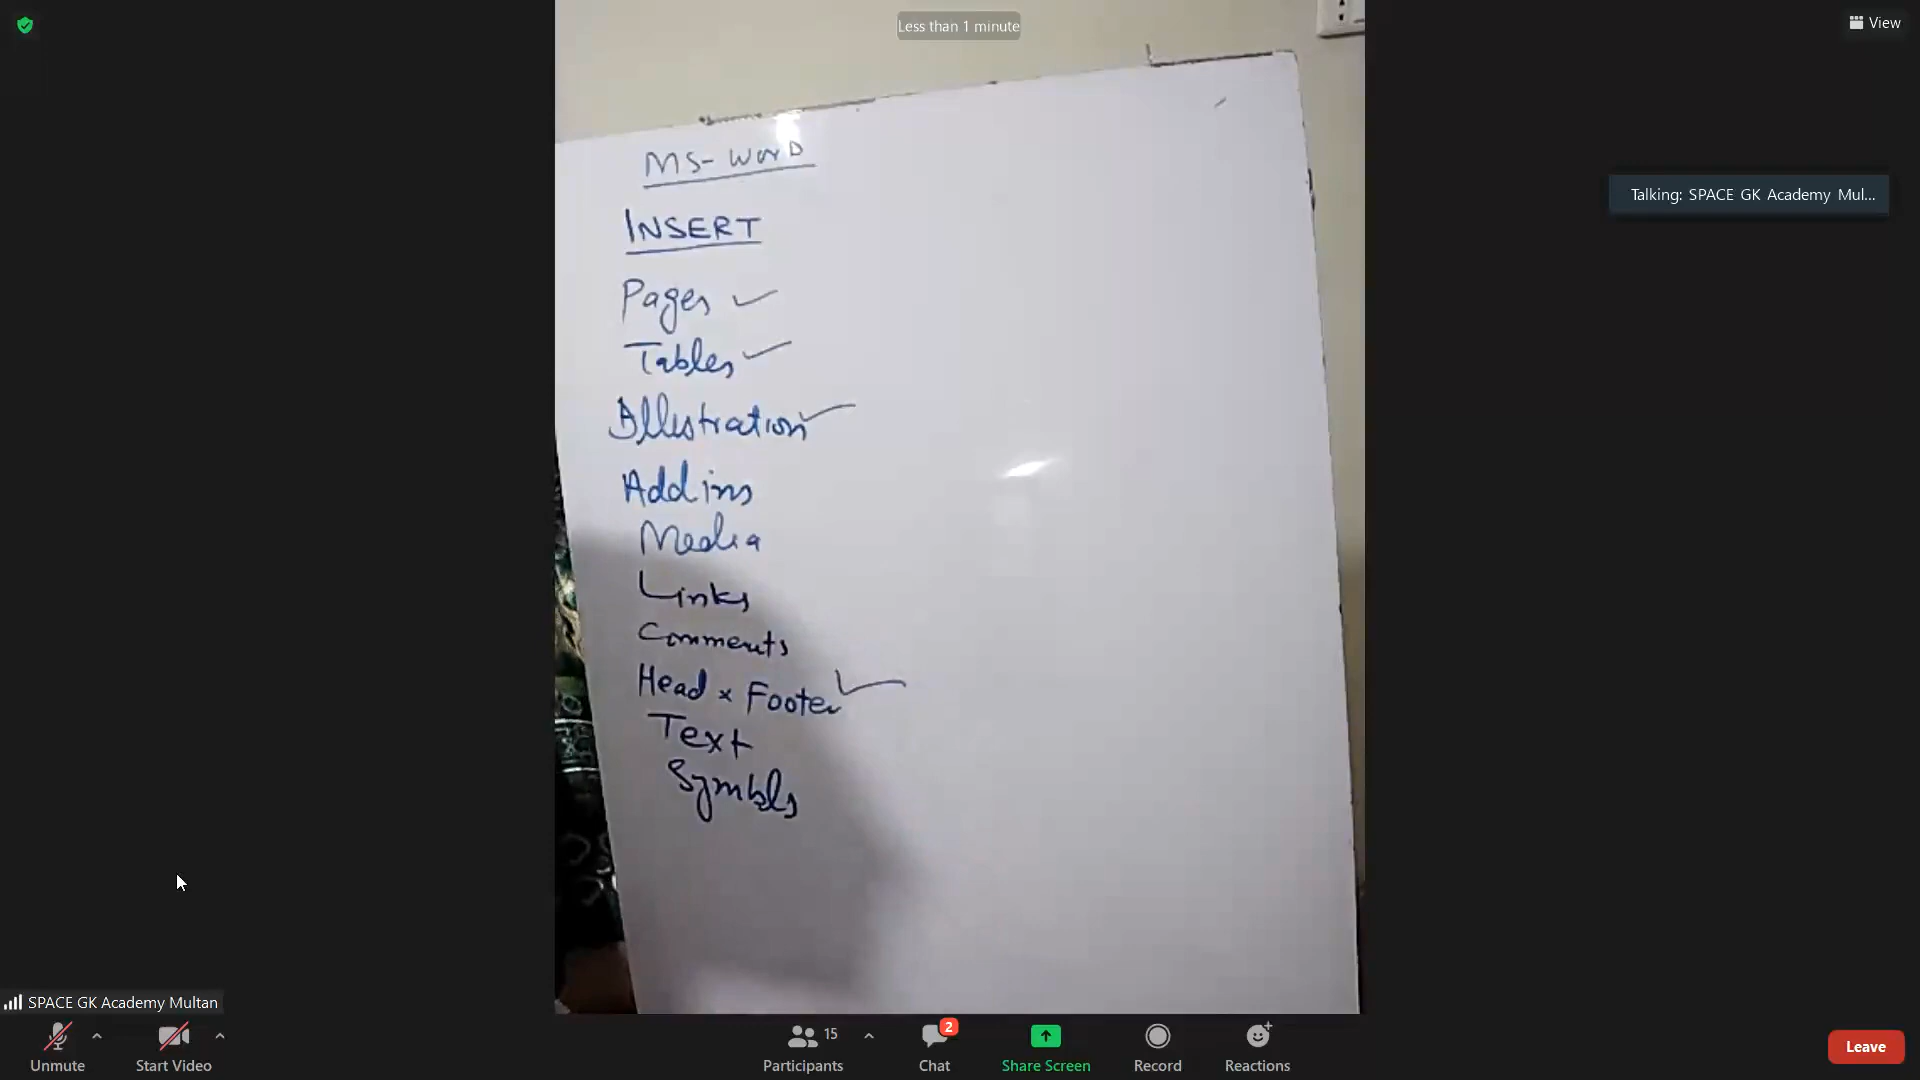 Less than 1 minute
View
MS-WORD
Talking: SPACE GK Academy Mul...
INSERT
Pages
Tables
Illustration
Add ins
Media
Links
Comments
Head & Footer
Text
Symbls
SPACE GK Academy Multan
Unmute
Start Video
15
Participants
2
Chat
Share Screen
Record
Reactions
Leave